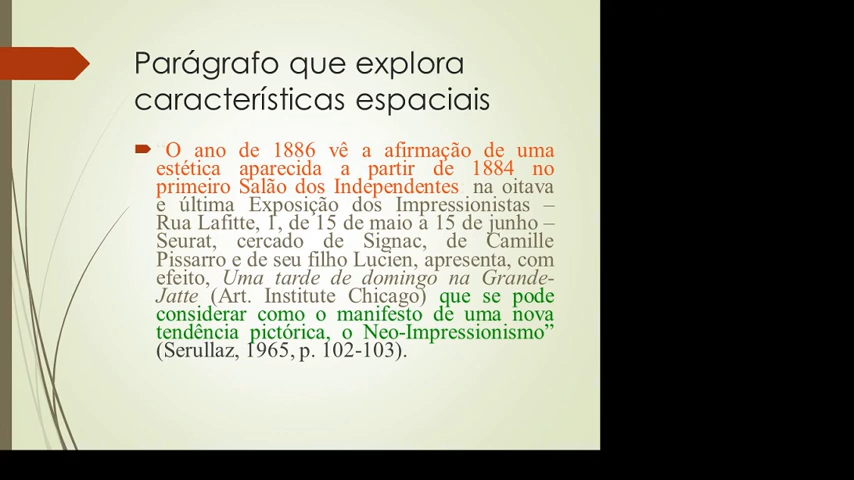 Parágrafo que explora
características espaciais
O ano de 1886 vê a afirmação de uma
estética aparecida a partir de 1884 no
primeiro Salão dos Independentes na oitava
e última Exposição dos Impressionistas –
Rua Lafitte, 1, de 15 de maio a 15 de junho –
Seurat, cercado de Signac, de Camille
Pissarro e de seu filho Lucien, apresenta, com
efeito, Uma tarde de domingo na Grande-
Jatte (Art. Institute Chicago) que se pode
considerar como o manifesto de uma nova
tendência pictórica, o Neo-Impressionismo”
(Serullaz, 1965, p. 102-103).